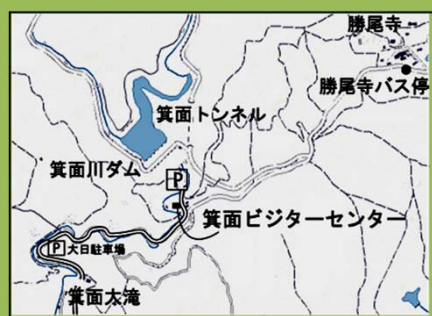 勝尾寺
勝尾寺バス停
箕面トンネル
箕面川ダム
P
箕面ビジターセンター
P 大日駐車場
箕面大滝